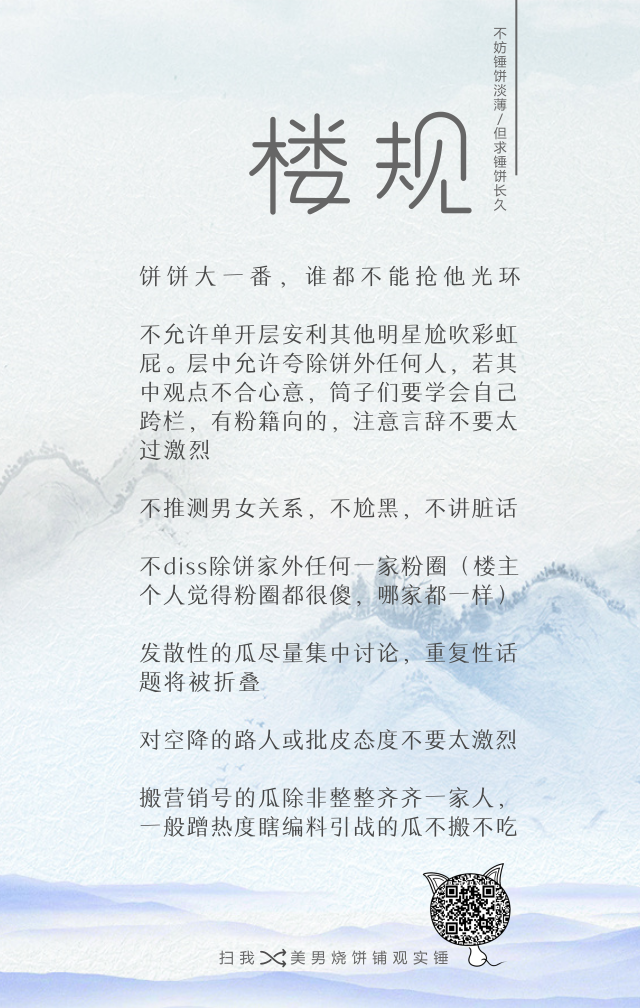 楼规
不妨锤饼淡薄/但求锤饼长久
饼饼大一番，谁都不能抢他光环
不允许单开层安利其他明星尬吹彩虹
屁。层中允许夸除饼外任何人，若其
中观点不合心意，筒子们要学会自己
跨栏，有粉籍向的，注意言辞不要太
过激烈
不推测男女关系，不尬黑，不讲脏话
不diss除饼家外任何一家粉圈（楼主
个人觉得粉圈都很傻，哪家都一样）
发散性的瓜尽量集中讨论，重复性话
题将被折叠
对空降的路人或批皮态度不要太激烈
搬营销号的瓜除非整整齐齐一家人，
一般蹭热度瞎编料引战的瓜不搬不吃
扫我 美男烧饼铺观实锤